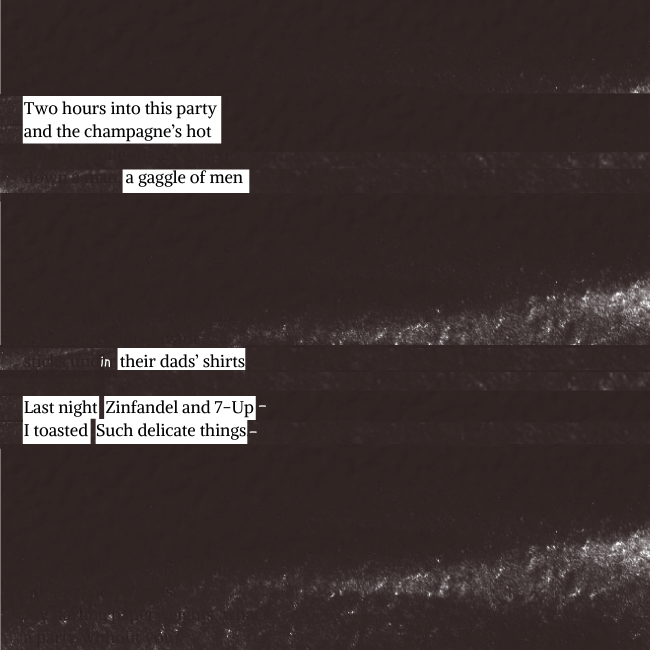 Two hours into this party
and the champagne’s hot
a gaggle of men
in their dads’ shirts
Last night Zinfandel and 7-Up –
I toasted Such delicate things –